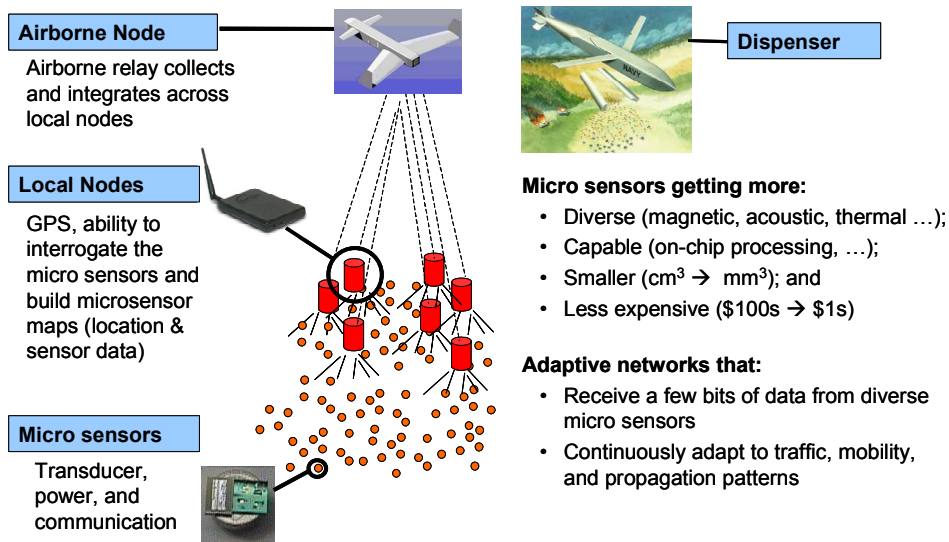 Airborne Node
Airborne relay collects
and integrates across
local nodes
Local Nodes
GPS, ability to
interrogate the
micro sensors and
build microsensor
maps (location &
sensor data)
Micro sensors
Transducer,
power, and
communication
NAVY
Dispenser
Micro sensors getting more:
• Diverse (magnetic, acoustic, thermal …);
• Capable (on-chip processing, …);
• Smaller (cm³ → mm³); and
• Less expensive ($100s → $1s)
Adaptive networks that:
• Receive a few bits of data from diverse
micro sensors
• Continuously adapt to traffic, mobility,
and propagation patterns